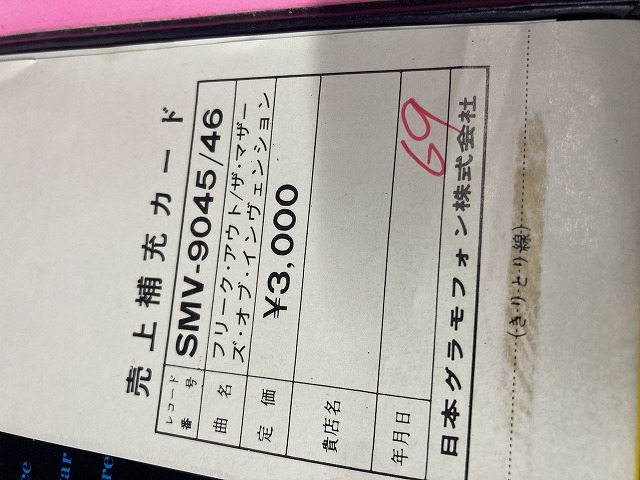 売上補充カード
レコード番号 SMV-9045/46
曲名 フリーク・アウト/ザ・マザー
ズ・オブ・インヴェンション
定価 ¥3,000
貴店名
年月日 69
日本グラモフォン株式会社
(きりとり線)
re
ar
ce